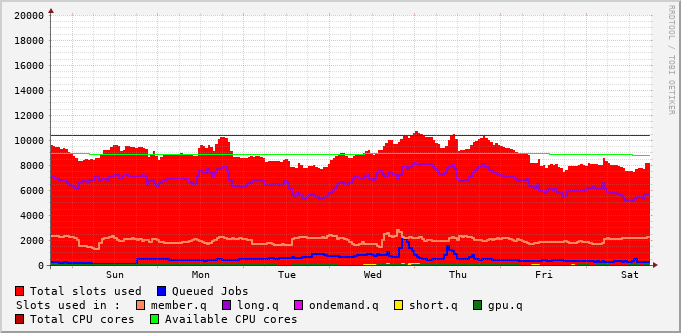 20000
18000
16000
14000
12000
10000
8000
6000
4000
2000
0
Sun Mon Tue Wed Thu Fri Sat
RRDTOOL / TOBI OETIKER
Total slots used Queued Jobs
Slots used in : member.q long.q ondemand.q short.q gpu.q
Total CPU cores Available CPU cores